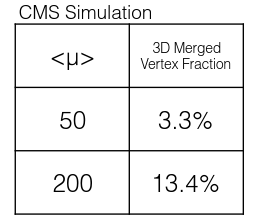 CMS Simulation
<µ>
3D Merged
Vertex Fraction
50
3.3%
200
13.4%